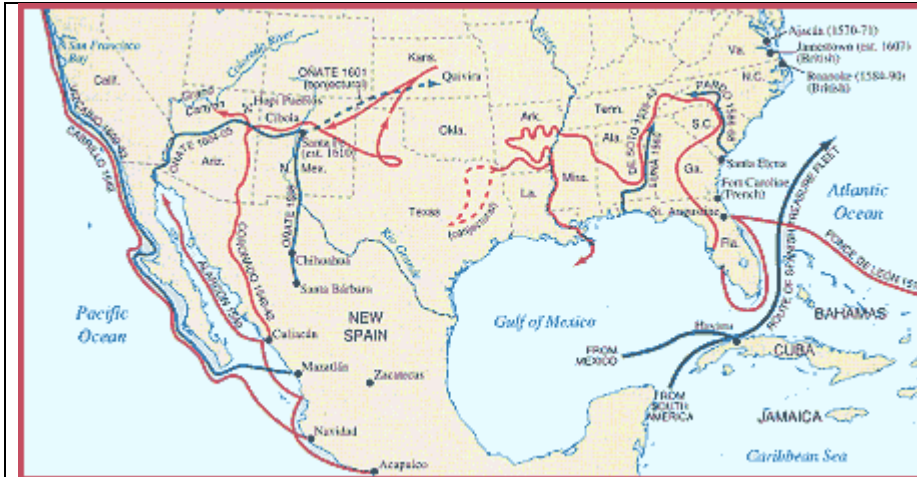 San Francisco
Bay
Calif.
Colorado River
Grand
Canyon
Hopi Pueblos
Cíbola
OÑATE 1601
(conjectural)
Kans.
Quivira
Okla.
Ark.
Tenn.
Va.
N.C.
S.C.
Ga.
Ala.
Miss.
La.
Fla.
Texas
N.
Mex.
Ariz.
Santa Fe
(est. 1610)
Ajacán (1570-71)
Jamestown (est. 1607)
(British)
Roanoke (1584-90)
(British)
PARDO 1566-68
DE SOTO 1539-43
LUNA 1560
Santa Elena
Fort Caroline
(French)
St. Augustine
Atlantic
Ocean
ROUTE OF SPANISH TREASURE FLEET
PONCE DE LEÓN
BAHAMAS
Havana
CUBA
JAMAICA
Caribbean Sea
FROM
MEXICO
FROM
SOUTH
AMERICA
Gulf of Mexico
(conjectural)
Rio Grande
OÑATE 1604-05
OÑATE 1598
CORONADO 1540-42
ALARCÓN 1540
CABRILLO 1542
Chihuahua
Santa Bárbara
NEW
SPAIN
Culiacán
Mazatlán
Zacatecas
Navidad
Acapulco
Pacific
Ocean